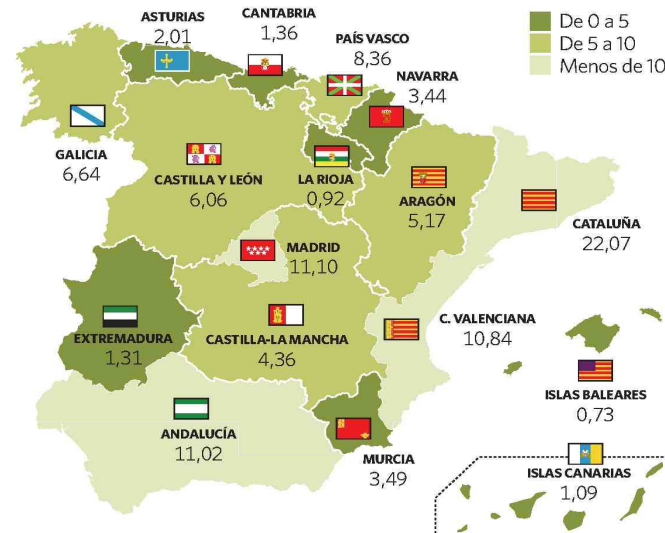 ASTURIAS
2,01
CANTABRIA
1,36
PAÍS VASCO
8,36
NAVARRA
3,44
De 0 a 5
De 5 a 10
Menos de 10
GALICIA
6,64
CASTILLA Y LEÓN
6,06
LA RIOJA
0,92
ARAGÓN
5,17
CATALUÑA
22,07
MADRID
11,10
EXTREMADURA
1,31
CASTILLA-LA MANCHA
4,36
C. VALENCIANA
10,84
ISLAS BALEARES
0,73
ANDALUCÍA
11,02
MURCIA
3,49
ISLAS CANARIAS
1,09